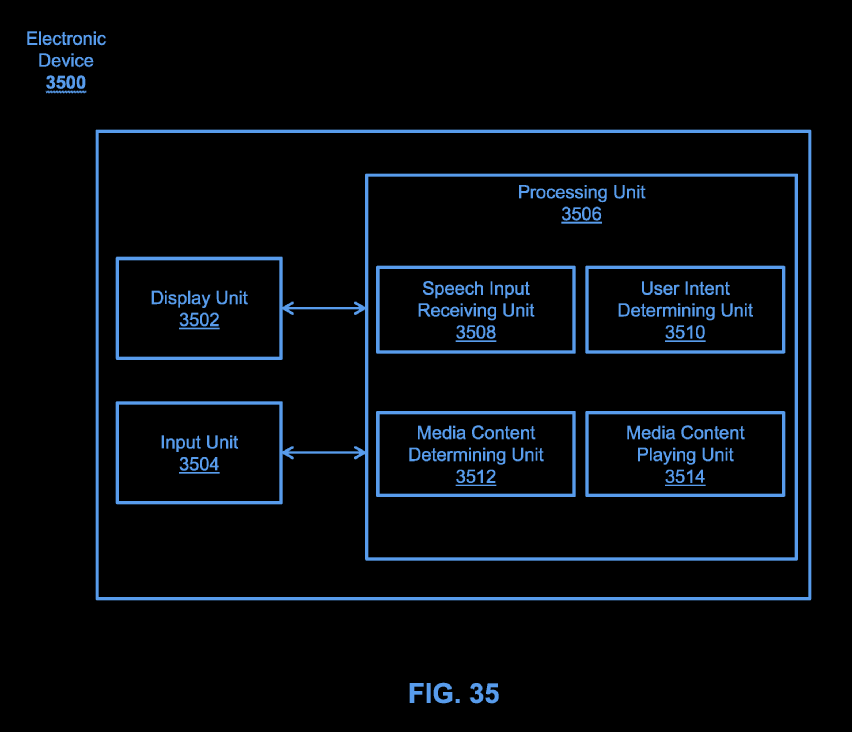 Electronic
Device
3500
Processing Unit
3506
Display Unit
3502
Speech Input
Receiving Unit
3508
User Intent
Determining Unit
3510
Input Unit
3504
Media Content
Determining Unit
3512
Media Content
Playing Unit
3514
FIG. 35